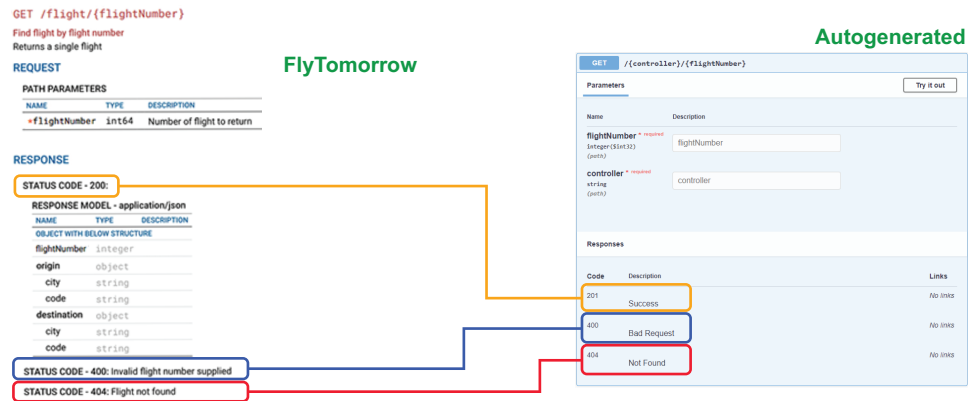 GET /flight/{flightNumber}
Find flight by flight number
Returns a single flight
REQUEST
PATH PARAMETERS
NAME TYPE DESCRIPTION
*flightNumber int64 Number of flight to return
RESPONSE
STATUS CODE - 200:
RESPONSE MODEL - application/json
NAME TYPE DESCRIPTION
OBJECT WITH BELOW STRUCTURE
flightNumber integer
origin object
city string
code string
destination object
city string
code string
STATUS CODE - 400: Invalid flight number supplied
STATUS CODE - 404: Flight not found
FlyTomorrow
Autogenerated
GET /{controller}/{flightNumber}
Parameters Try it out
Name Description
flightNumber * required flightNumber
integer($int32)
(path)
controller * required controller
string
(path)
Responses
Code Description Links
201 Success No links
400 Bad Request No links
404 Not Found No links